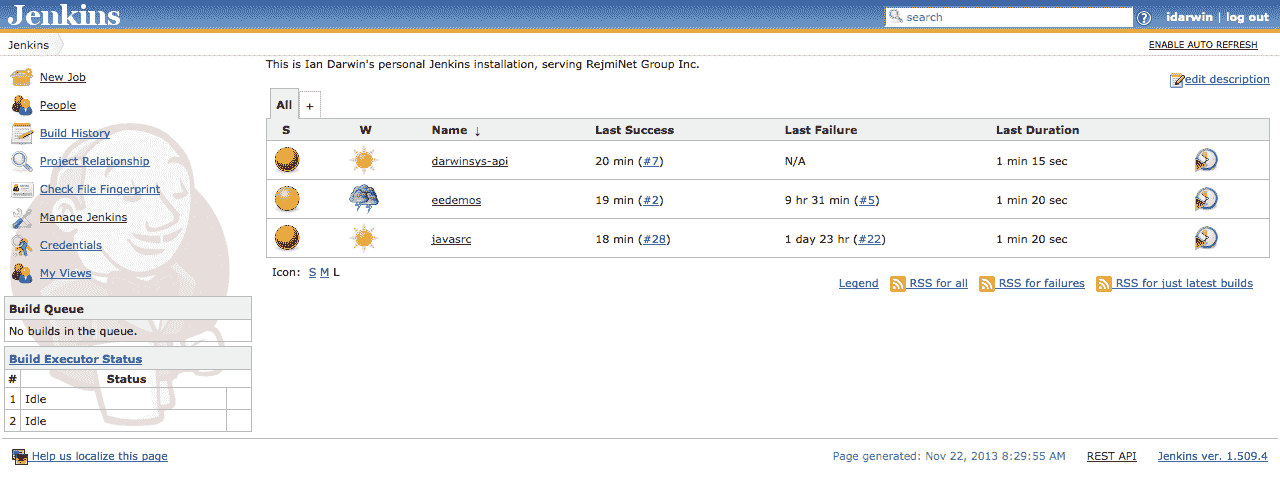 Jenkins
search
idarwin | log out
Jenkins
ENABLE AUTO REFRESH
New Job
People
Build History
Project Relationship
Check File Fingerprint
Manage Jenkins
Credentials
My Views
Build Queue
No builds in the queue.
Build Executor Status
# Status
1 Idle
2 Idle
This is Ian Darwin's personal Jenkins installation, serving RejmiNet Group Inc.
edit description
All +
S W Name ↓ Last Success Last Failure Last Duration
darwinsys-api 20 min (#7) N/A 1 min 15 sec
eedemos 19 min (#2) 9 hr 31 min (#5) 1 min 20 sec
javasrc 18 min (#28) 1 day 23 hr (#22) 1 min 20 sec
Icon: S M L
Legend RSS for all RSS for failures RSS for just latest builds
Help us localize this page
Page generated: Nov 22, 2013 8:29:55 AM REST API Jenkins ver. 1.509.4